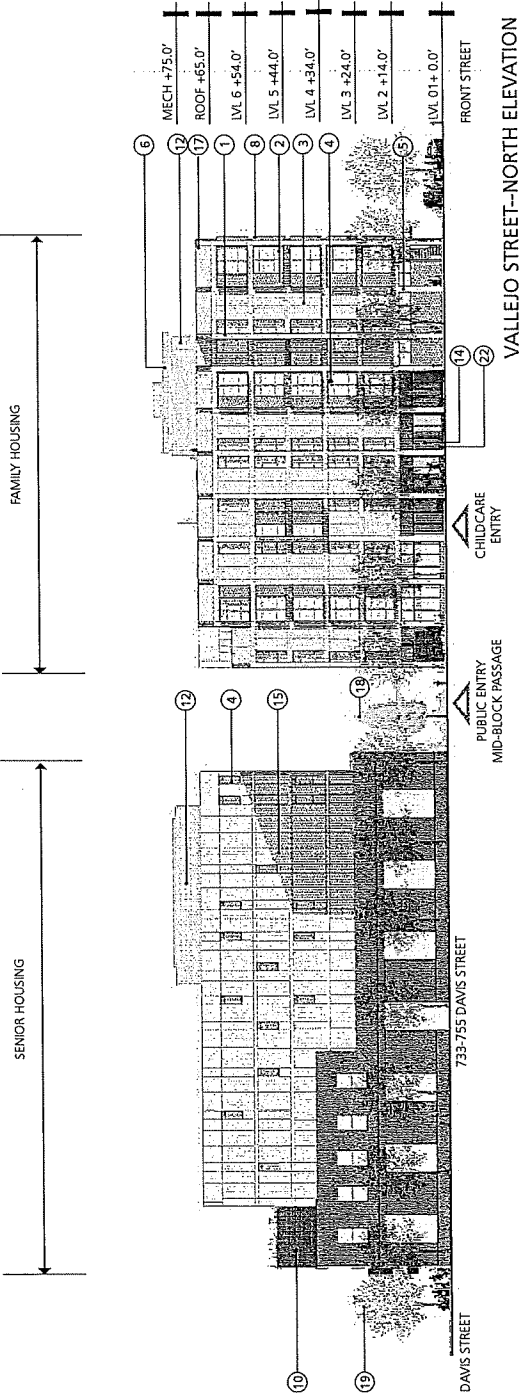 SENIOR HOUSING
FAMILY HOUSING
6
12
17
1
8
2
3
4
5
MECH +75.0'
ROOF +65.0'
LVL 6 +54.0'
LVL 5 +44.0'
LVL 4 +34.0'
LVL 3 +24.0'
LVL 2 +14.0'
LVL 01+ 0.0'
12
4
15
18
10
19
14
22
DAVIS STREET
733-755 DAVIS STREET
PUBLIC ENTRY
MID-BLOCK PASSAGE
CHILDCARE
ENTRY
FRONT STREET
VALLEJO STREET–NORTH ELEVATION